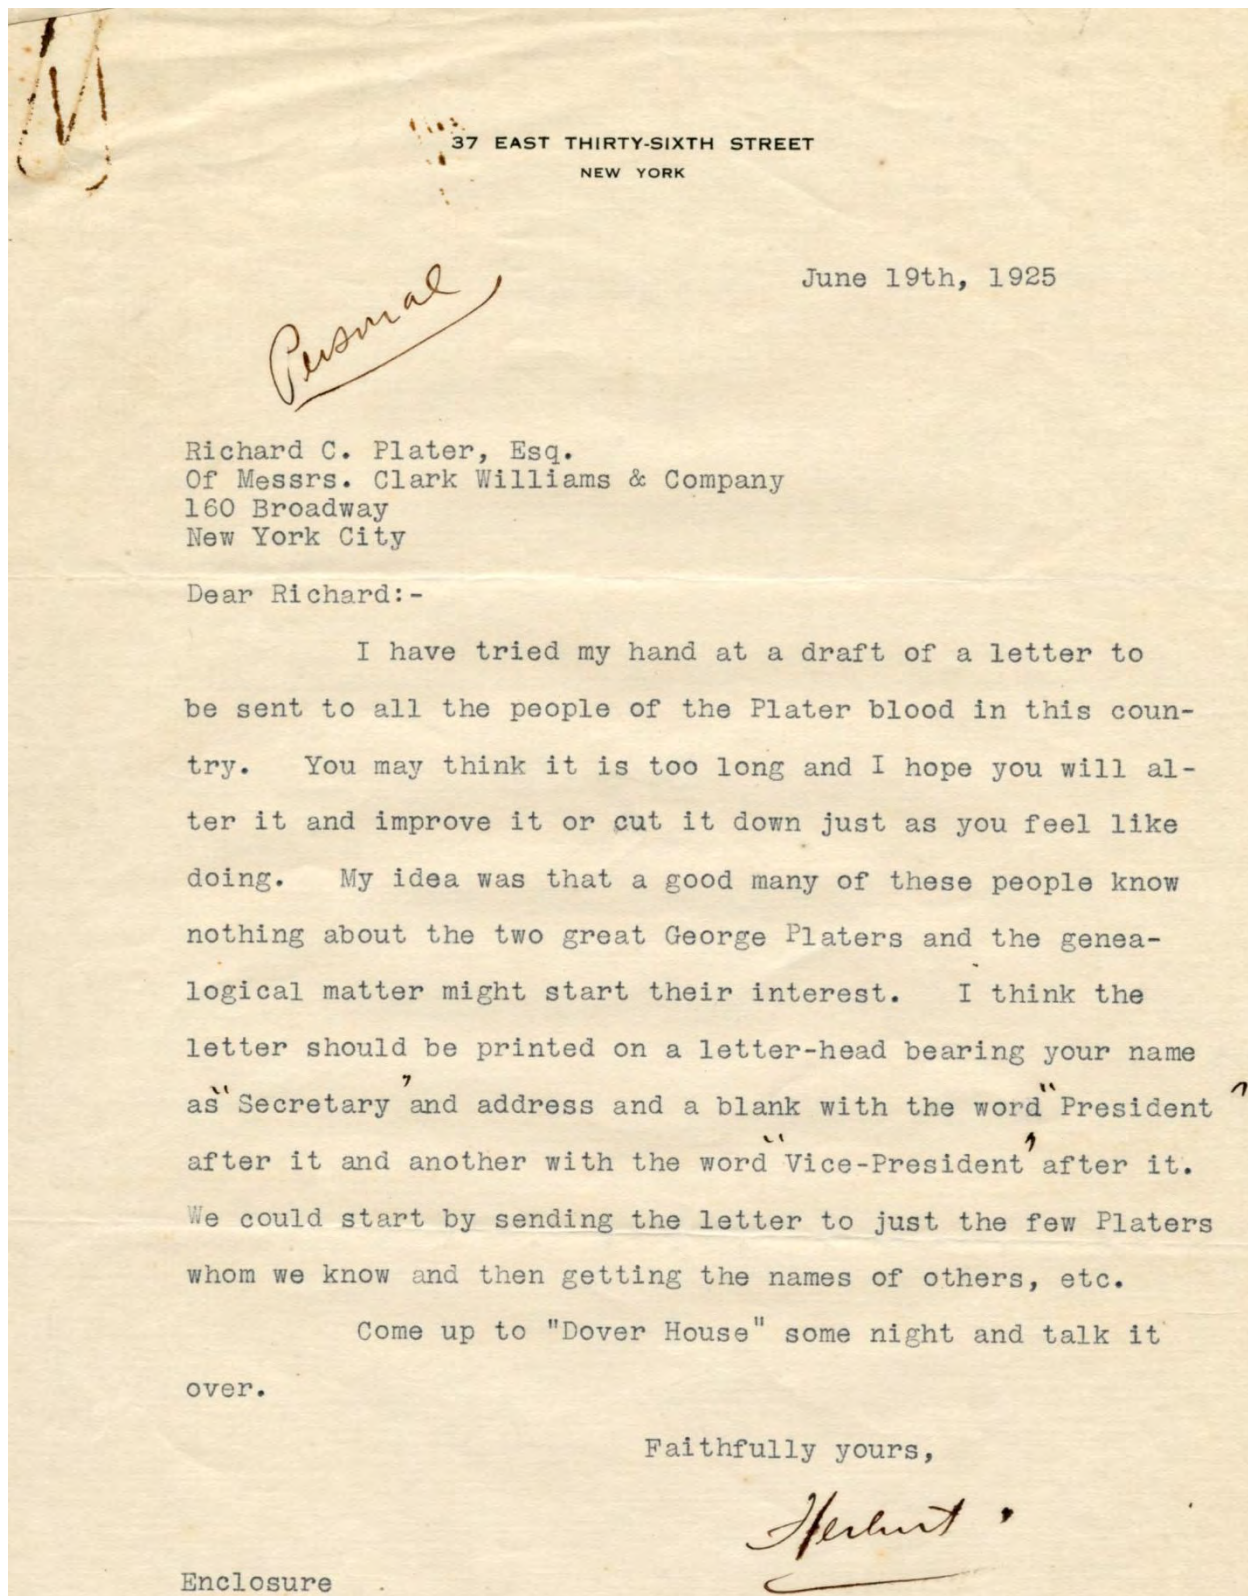 37 EAST THIRTY-SIXTH STREET
NEW YORK
June 19th, 1925
Personal
Richard C. Plater, Esq.
Of Messrs. Clark Williams & Company
160 Broadway
New York City
Dear Richard:-
I have tried my hand at a draft of a letter to
be sent to all the people of the Plater blood in this coun-
try. You may think it is too long and I hope you will al-
ter it and improve it or cut it down just as you feel like
doing. My idea was that a good many of these people know
nothing about the two great George Platers and the genea-
logical matter might start their interest. I think the
letter should be printed on a letter-head bearing your name
as "Secretary" and address and a blank with the word "President"
after it and another with the word "Vice-President" after it.
We could start by sending the letter to just the few Platers
whom we know and then getting the names of others, etc.
Come up to "Dover House" some night and talk it
over.
Faithfully yours,
Herbert.
Enclosure